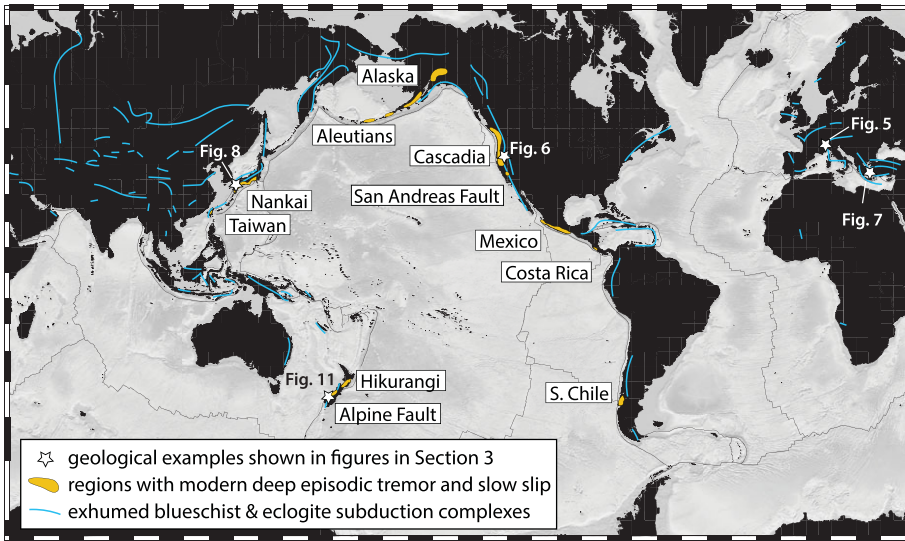 Alaska
Fig. 5
Aleutians
Fig. 8
Cascadia
Fig. 6
Nankai
San Andreas Fault
Fig. 7
Taiwan
Mexico
Costa Rica
Fig. 11
Hikurangi
S. Chile
Alpine Fault
geological examples shown in figures in Section 3
regions with modern deep episodic tremor and slow slip
exhumed blueschist & eclogite subduction complexes